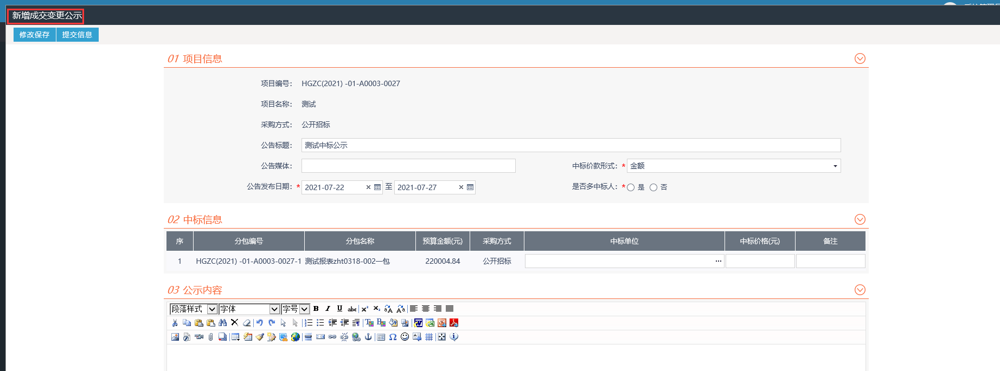 新增成交变更公示
修改保存 提交信息
01 项目信息
项目编号： HGZC(2021) -01-A0003-0027
项目名称： 测试
采购方式： 公开招标
公告标题： 测试中标公示
公告媒体： 中标价款形式： * 金额
公告发布日期： * 2021-07-22 至 2021-07-27 是否多中标人： * 是 否
02 中标信息
序 分包编号 分包名称 预算金额(元) 采购方式 中标单位 中标价格(元) 备注
1 HGZC(2021) -01-A0003-0027-1 测试报表zht0318-002一包 220004.84 公开招标 ...
03 公示内容
段落样式 字体 字号 B I U abc